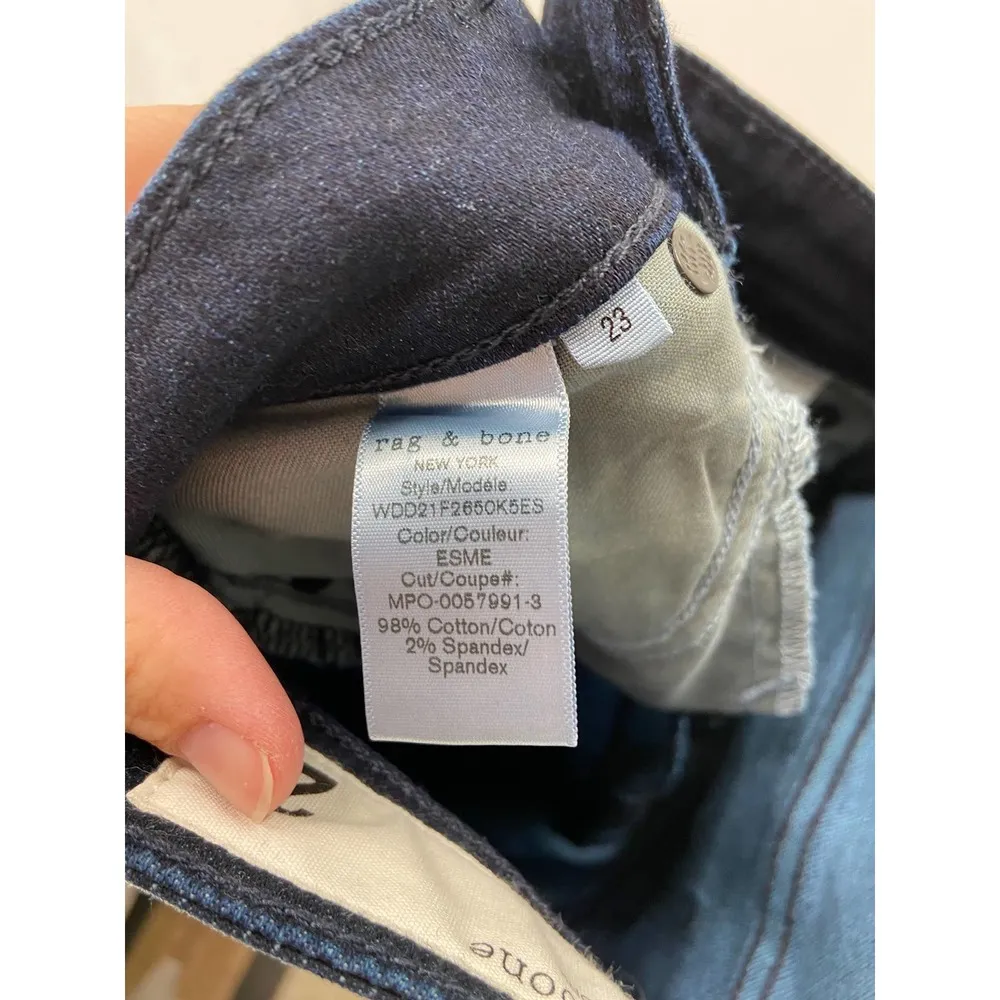 23
rag & bone
NEW YORK
Style/Modèle
WDD21F2650K5ES
Color/Couleur:
ESME
Cut/Coupe#:
MPO-0057991-3
98% Cotton/Coton
2% Spandex/
Spandex